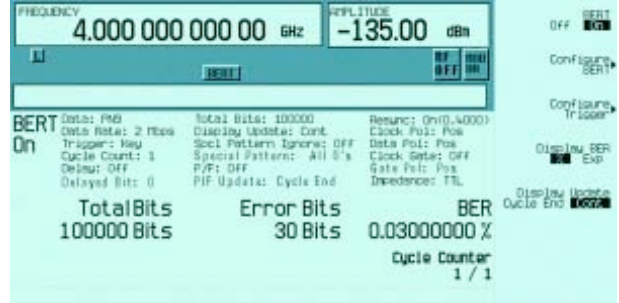 FREQUENCY
4.000 000 000 00 GHz
AMPLITUDE
-135.00 dBm
L
BERT
RF OFF
MOD
BERT
Off On
Configure BERT
Configure Trigger
Display BER
% Exp
Display Update
Cycle End Cont
BERT On
Data: PN9
Data Rate: 2 Mbps
Trigger: Key
Cycle Count: 1
Delay: Off
Delayed Bits: 0
Total Bits: 100000
Display Update: Cont
Spcl Pattern Ignore: Off
Special Pattern: All 0's
P/F: Off
P/F Update: Cycle End
Resync: On(0.4000)
Clock Pol: Pos
Data Pol: Pos
Clock Gate: Off
Gate Pol: Pos
Impedance: TTL
Total Bits
100000 Bits
Error Bits
30 Bits
BER
0.03000000 %
Cycle Counter
1 / 1